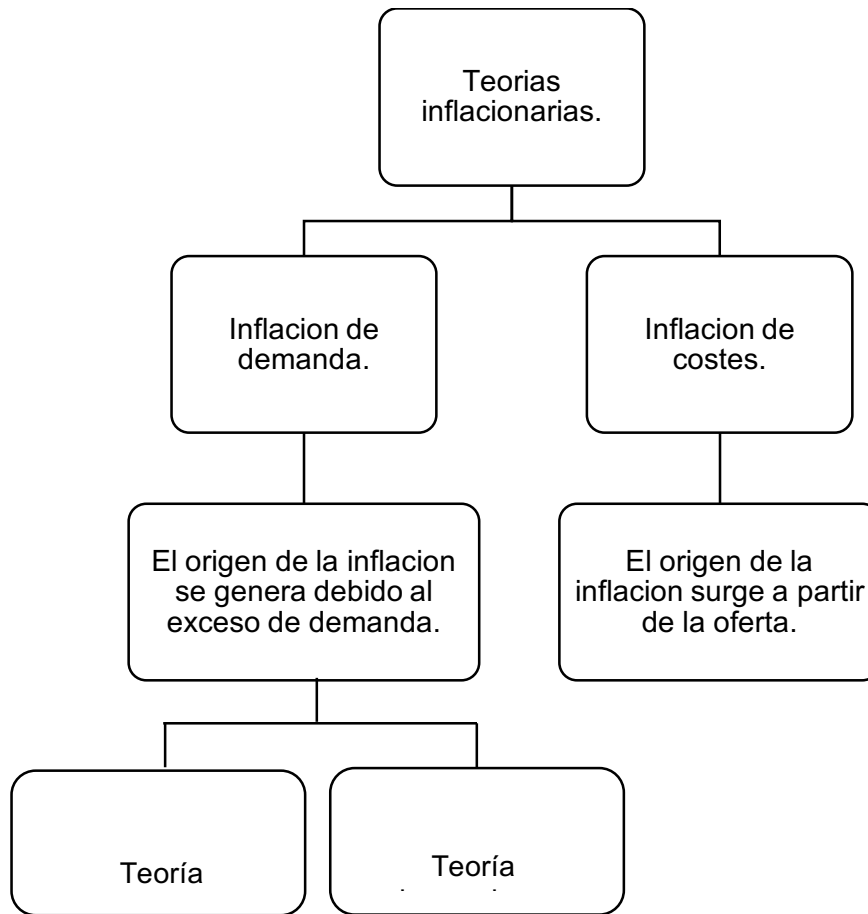 Teorias
inflacionarias.
Inflacion de
demanda.
Inflacion de
costes.
El origen de la inflacion
se genera debido al
exceso de demanda.
El origen de la
inflacion surge a partir
de la oferta.
Teoría
Teoría